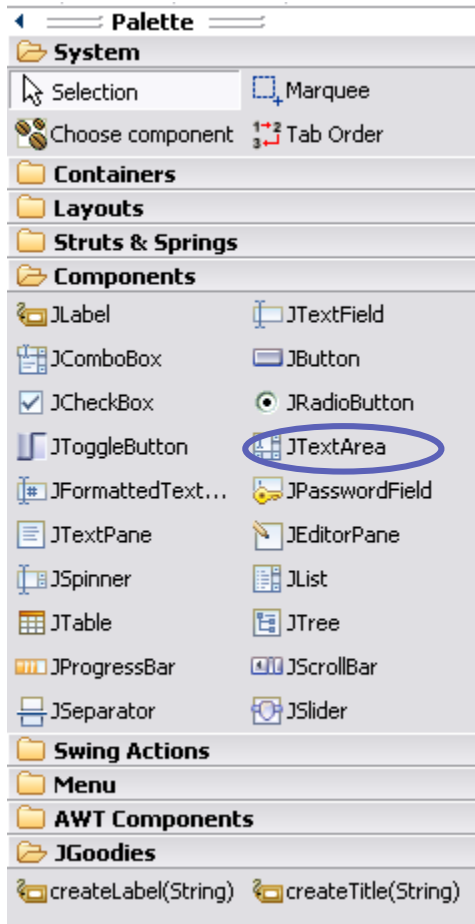 Palette
System
Selection Marquee
Choose component Tab Order
Containers
Layouts
Struts & Springs
Components
JLabel JTextField
JComboBox JButton
JCheckBox JRadioButton
JToggleButton JTextArea
JFormattedText... JPasswordField
JTextPane JEditorPane
JSpinner JList
JTable JTree
JProgressBar JScrollBar
JSeparator JSlider
Swing Actions
Menu
AWT Components
JGoodies
createLabel(String) createTitle(String)